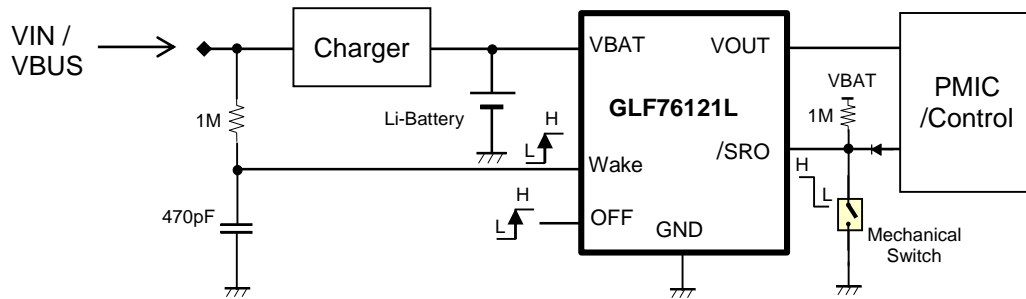 VIN /
VBUS
Charger
1M
470pF
Li-Battery
H
L
H
L
VBAT
VOUT
GLF76121L
/SRO
Wake
OFF
GND
VBAT
1M
H
L
Mechanical
Switch
PMIC
/Control